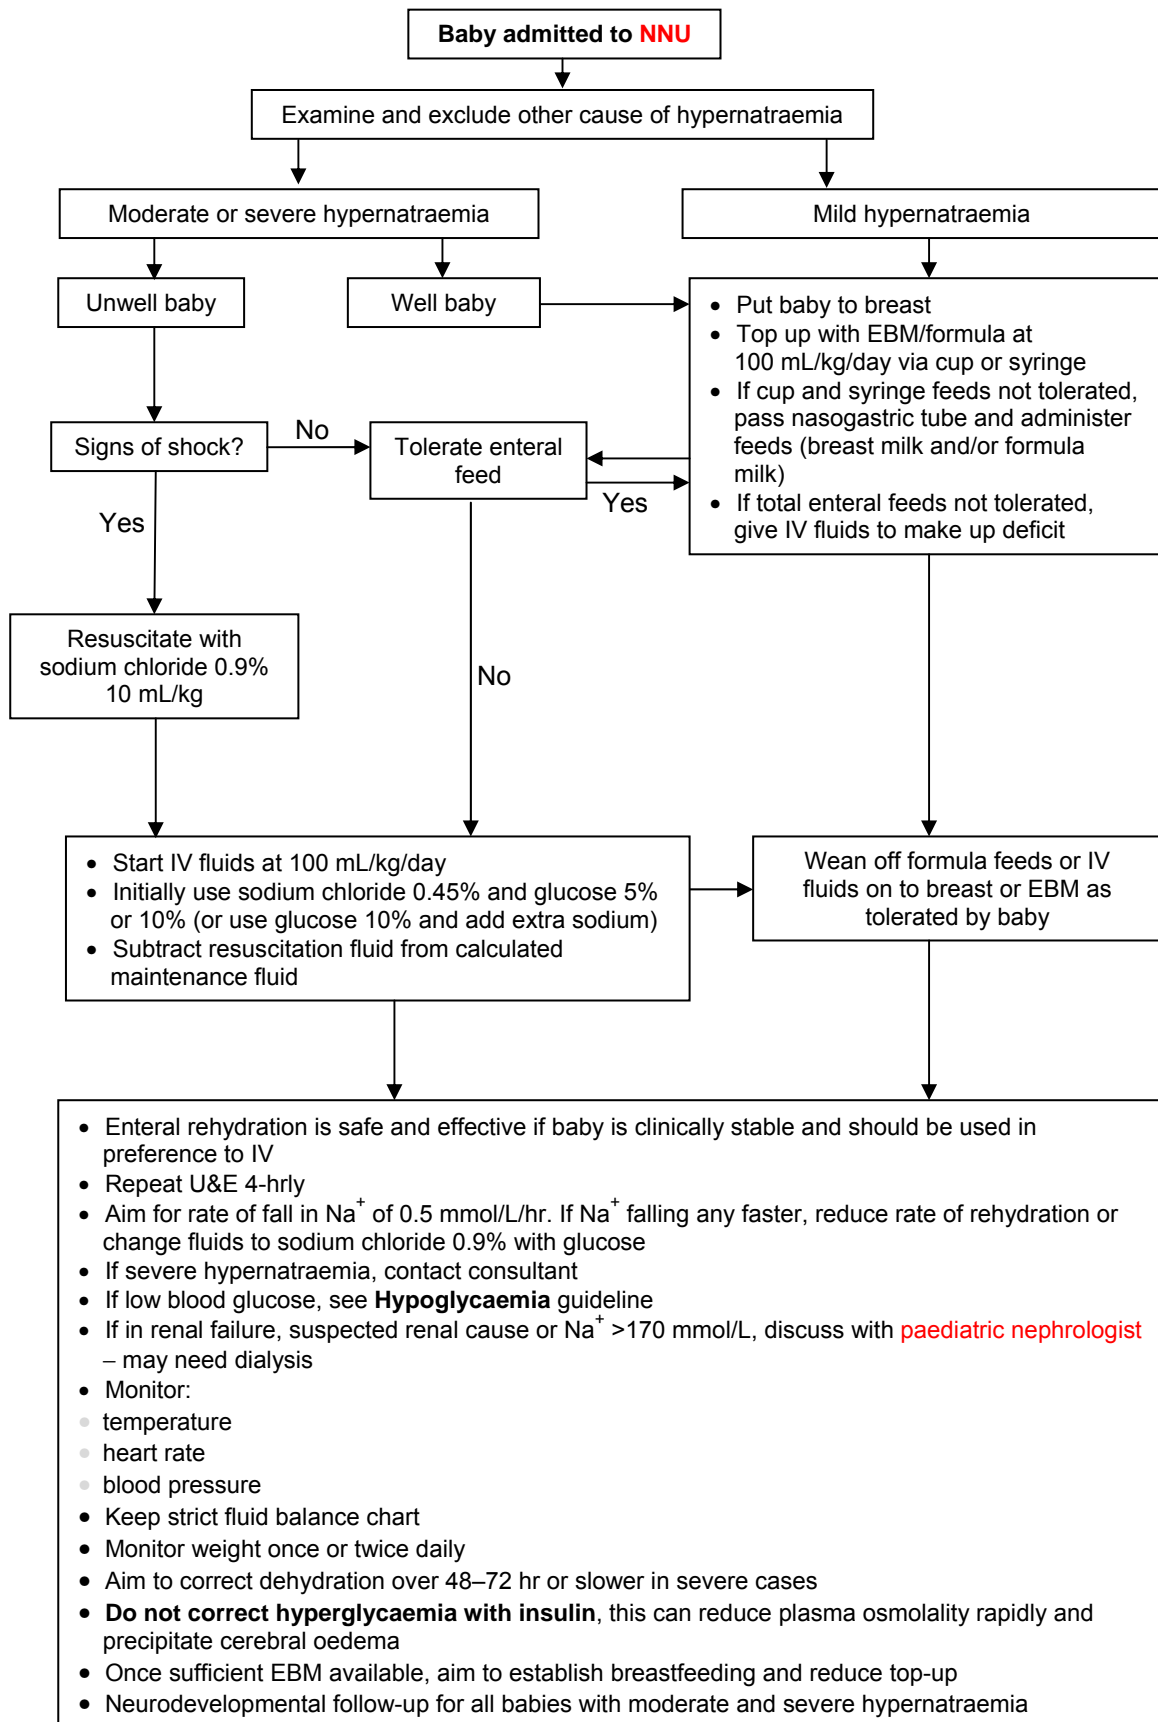 Baby admitted to NNU
Examine and exclude other cause of hypernatraemia
Moderate or severe hypernatraemia
Mild hypernatraemia
Unwell baby
Well baby
• Put baby to breast
• Top up with EBM/formula at
100 mL/kg/day via cup or syringe
• If cup and syringe feeds not tolerated,
pass nasogastric tube and administer
feeds (breast milk and/or formula
milk)
• If total enteral feeds not tolerated,
give IV fluids to make up deficit
Signs of shock?
No
Tolerate enteral
feed
Yes
Yes
Resuscitate with
sodium chloride 0.9%
10 mL/kg
No
• Start IV fluids at 100 mL/kg/day
• Initially use sodium chloride 0.45% and glucose 5%
or 10% (or use glucose 10% and add extra sodium)
• Subtract resuscitation fluid from calculated
maintenance fluid
Wean off formula feeds or IV
fluids on to breast or EBM as
tolerated by baby
• Enteral rehydration is safe and effective if baby is clinically stable and should be used in
preference to IV
• Repeat U&E 4-hrly
• Aim for rate of fall in Na+ of 0.5 mmol/L/hr. If Na+ falling any faster, reduce rate of rehydration or
change fluids to sodium chloride 0.9% with glucose
• If severe hypernatraemia, contact consultant
• If low blood glucose, see Hypoglycaemia guideline
• If in renal failure, suspected renal cause or Na+ >170 mmol/L, discuss with paediatric nephrologist
– may need dialysis
• Monitor:
• temperature
• heart rate
• blood pressure
• Keep strict fluid balance chart
• Monitor weight once or twice daily
• Aim to correct dehydration over 48–72 hr or slower in severe cases
• Do not correct hyperglycaemia with insulin, this can reduce plasma osmolality rapidly and
precipitate cerebral oedema
• Once sufficient EBM available, aim to establish breastfeeding and reduce top-up
• Neurodevelopmental follow-up for all babies with moderate and severe hypernatraemia